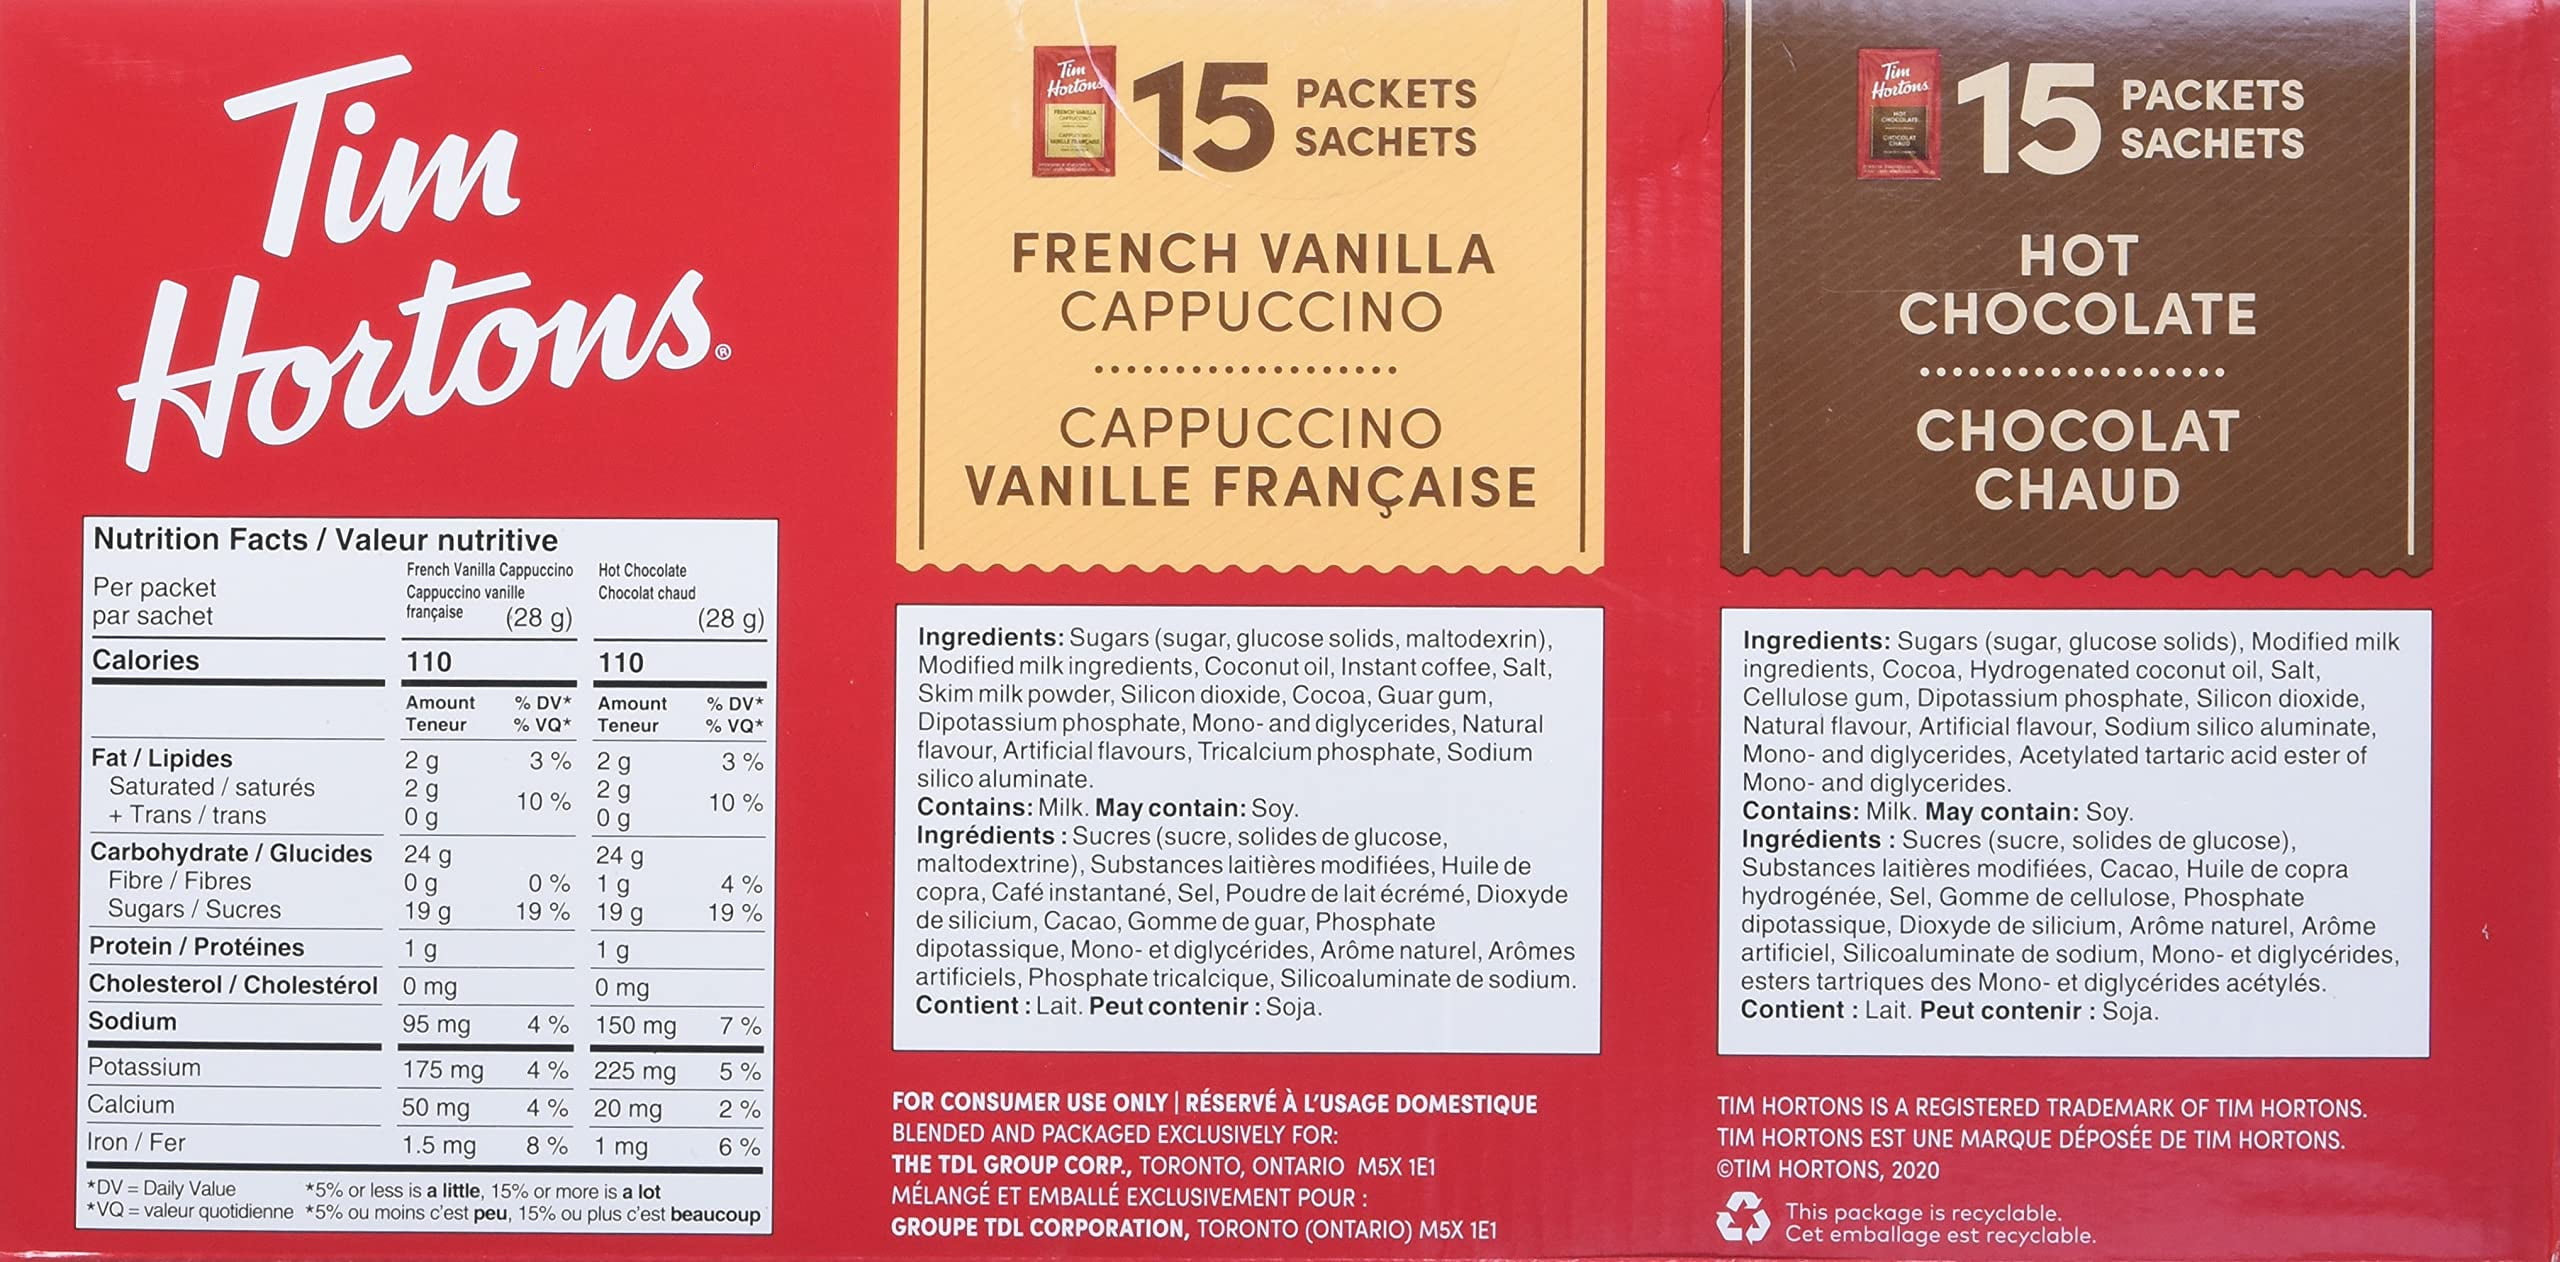 Tim
Hortons®
Nutrition Facts / Valeur nutritive
Per packet
par sachet
French Vanilla Cappuccino
Cappuccino vanille
française (28 g)
Hot Chocolate
Chocolat chaud
(28 g)
Calories 110 110
Amount % DV* Amount % DV*
Teneur % VQ* Teneur % VQ*
Fat / Lipides 2 g 3 % 2 g 3 %
Saturated / saturés 2 g 10 % 2 g 10 %
+ Trans / trans 0 g 0 g
Carbohydrate / Glucides 24 g 24 g
Fibre / Fibres 0 g 0 % 1 g 4 %
Sugars / Sucres 19 g 19 % 19 g 19 %
Protein / Protéines 1 g 1 g
Cholesterol / Cholestérol 0 mg 0 mg
Sodium 95 mg 4 % 150 mg 7 %
Potassium 175 mg 4 % 225 mg 5 %
Calcium 50 mg 4 % 20 mg 2 %
Iron / Fer 1.5 mg 8 % 1 mg 6 %
*DV = Daily Value *5% or less is a little, 15% or more is a lot
*VQ = valeur quotidienne *5% ou moins c'est peu, 15% ou plus c'est beaucoup
Tim
Hortons
FRENCH VANILLA
CAPPUCCINO
CAPPUCCINO
VANILLE FRANÇAISE
15 PACKETS
SACHETS
FRENCH VANILLA
CAPPUCCINO
CAPPUCCINO
VANILLE FRANÇAISE
Ingredients: Sugars (sugar, glucose solids, maltodexrin),
Modified milk ingredients, Coconut oil, Instant coffee, Salt,
Skim milk powder, Silicon dioxide, Cocoa, Guar gum,
Dipotassium phosphate, Mono- and diglycerides, Natural
flavour, Artificial flavours, Tricalcium phosphate, Sodium
silico aluminate.
Contains: Milk. May contain: Soy.
Ingrédients : Sucres (sucre, solides de glucose,
maltodextrine), Substances laitières modifiées, Huile de
copra, Café instantané, Sel, Poudre de lait écrémé, Dioxyde
de silicium, Cacao, Gomme de guar, Phosphate
dipotassique, Mono- et diglycérides, Arôme naturel, Arômes
artificiels, Phosphate tricalcique, Silicoaluminate de sodium.
Contient : Lait. Peut contenir : Soja.
FOR CONSUMER USE ONLY | RÉSERVÉ À L'USAGE DOMESTIQUE
BLENDED AND PACKAGED EXCLUSIVELY FOR:
THE TDL GROUP CORP., TORONTO, ONTARIO M5X 1E1
MÉLANGÉ ET EMBALLÉ EXCLUSIVEMENT POUR :
GROUPE TDL CORPORATION, TORONTO (ONTARIO) M5X 1E1
Tim
Hortons
HOT
CHOCOLATE
CHOCOLAT
CHAUD
15 PACKETS
SACHETS
HOT
CHOCOLATE
CHOCOLAT
CHAUD
Ingredients: Sugars (sugar, glucose solids), Modified milk
ingredients, Cocoa, Hydrogenated coconut oil, Salt,
Cellulose gum, Dipotassium phosphate, Silicon dioxide,
Natural flavour, Artificial flavour, Sodium silico aluminate,
Mono- and diglycerides, Acetylated tartaric acid ester of
Mono- and diglycerides.
Contains: Milk. May contain: Soy.
Ingrédients : Sucres (sucre, solides de glucose),
Substances laitières modifiées, Cacao, Huile de copra
hydrogénée, Sel, Gomme de cellulose, Phosphate
dipotassique, Dioxyde de silicium, Arôme naturel, Arôme
artificiel, Silicoaluminate de sodium, Mono- et diglycérides,
esters tartriques des Mono- et diglycérides acétylés.
Contient : Lait. Peut contenir : Soja.
TIM HORTONS IS A REGISTERED TRADEMARK OF TIM HORTONS.
TIM HORTONS EST UNE MARQUE DÉPOSÉE DE TIM HORTONS.
©TIM HORTONS, 2020
This package is recyclable.
Cet emballage est recyclable.